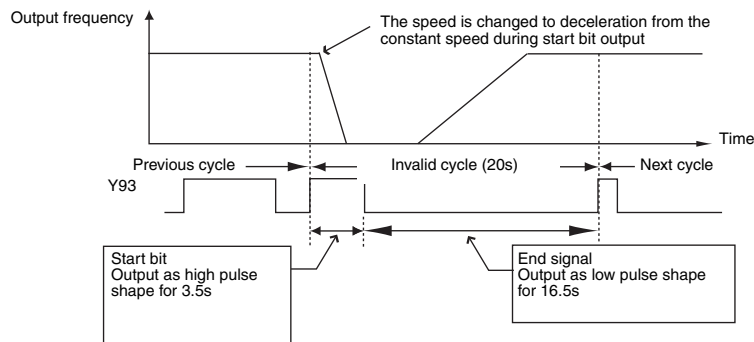 Output frequency
The speed is changed to deceleration from the
constant speed during start bit output
Time
Previous cycle
Invalid cycle (20s)
Next cycle
Y93
Start bit
Output as high pulse
shape for 3.5s
End signal
Output as low pulse shape
for 16.5s